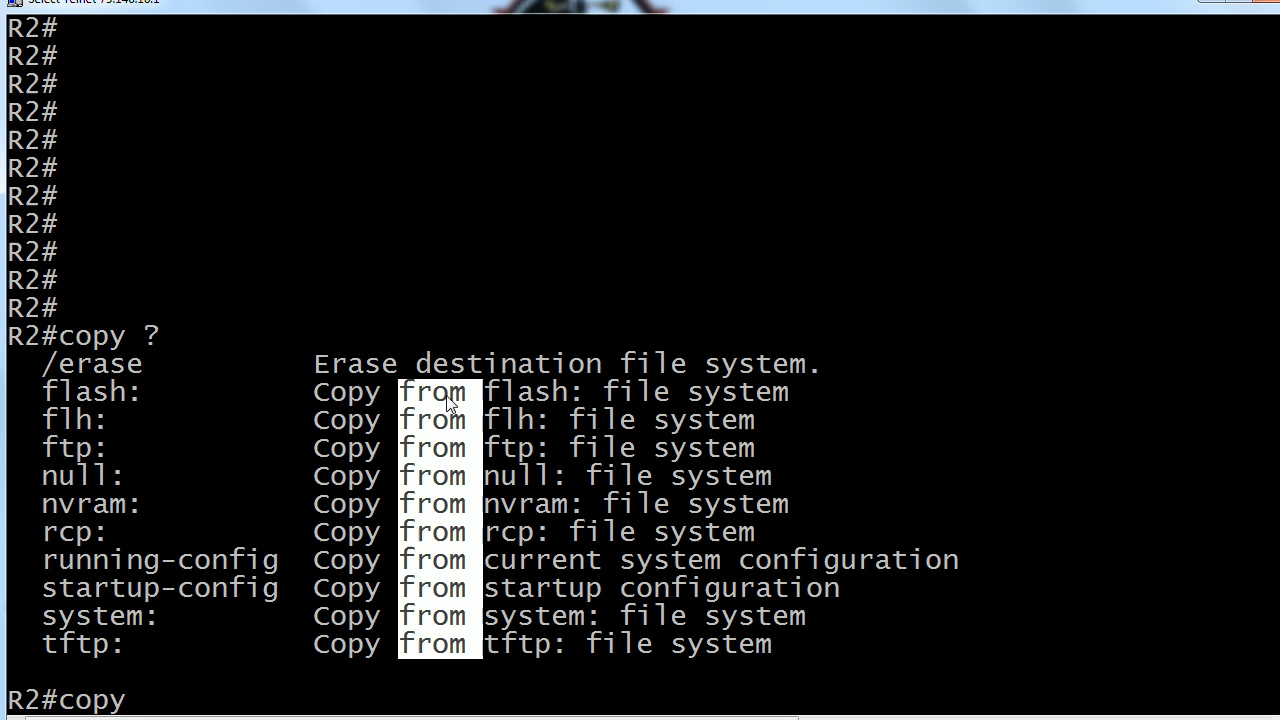 R2#
R2#
R2#
R2#
R2#
R2#
R2#
R2#
R2#
R2#
R2#
R2#copy ?
/erase Erase destination file system.
flash: Copy from flash: file system
flh: Copy from flh: file system
ftp: Copy from ftp: file system
null: Copy from null: file system
nvram: Copy from nvram: file system
rcp: Copy from rcp: file system
running-config Copy from current system configuration
startup-config Copy from startup configuration
system: Copy from system: file system
tftp: Copy from tftp: file system
R2#copy